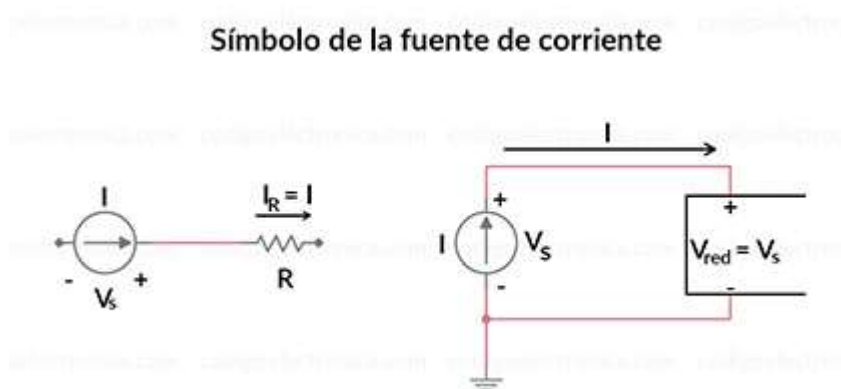 Símbolo de la fuente de corriente
I
I
I_R = I
+
+
I
V_s
V_red = V_s
-
+
-
-
V_s
R